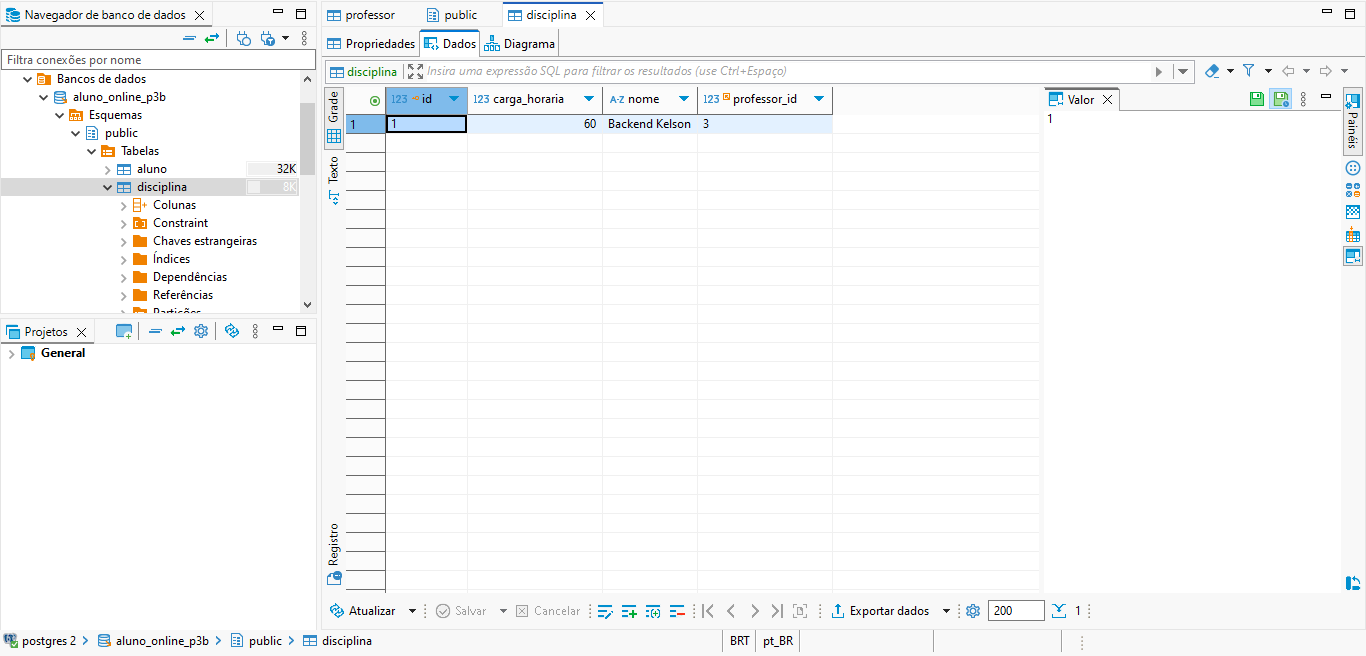 Navegador de banco de dados
Filtra conexões por nome
Bancos de dados
aluno_online_p3b
Esquemas
public
Tabelas
aluno 32K
disciplina 8K
Colunas
Constraint
Chaves estrangeiras
Índices
Dependências
Referências
Partições
Projetos
General
professor public disciplina
Propriedades Dados Diagrama
disciplina Insira uma expressão SQL para filtrar os resultados (use Ctrl+Espaço)
Grade
Texto
Registro
123 id 123 carga_horaria A-Z nome 123 professor_id
1 1 60 Backend Kelson 3
Valor
1
Painéis
Atualizar Salvar Cancelar Exportar dados 200 1
postgres 2 aluno_online_p3b public disciplina BRT pt_BR